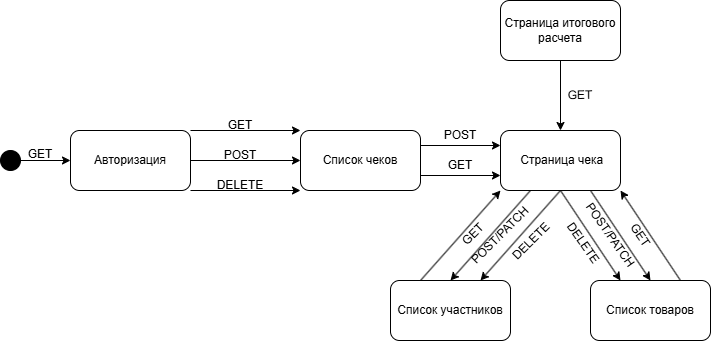 Страница итогового
расчета
GET
GET
Авторизация
GET
POST
DELETE
Список чеков
POST
GET
Страница чека
GET
POST/PATCH
DELETE
DELETE
POST/PATCH
GET
Список участников
Список товаров